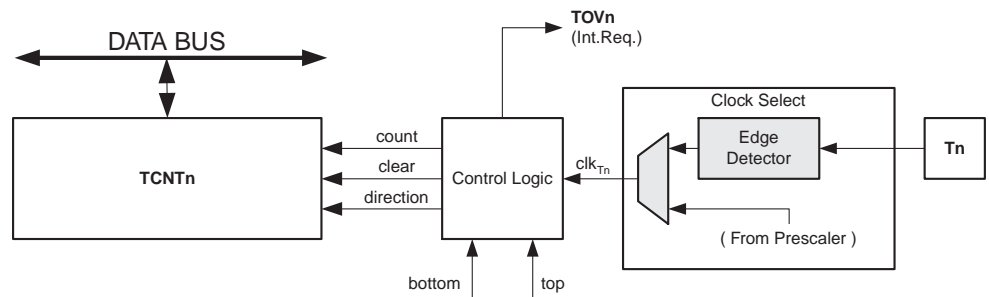 TOVn
(Int.Req.)
DATA BUS
Clock Select
TCNTn
count
clear
direction
Control Logic
clkTn
Edge
Detector
Tn
( From Prescaler )
bottom
top